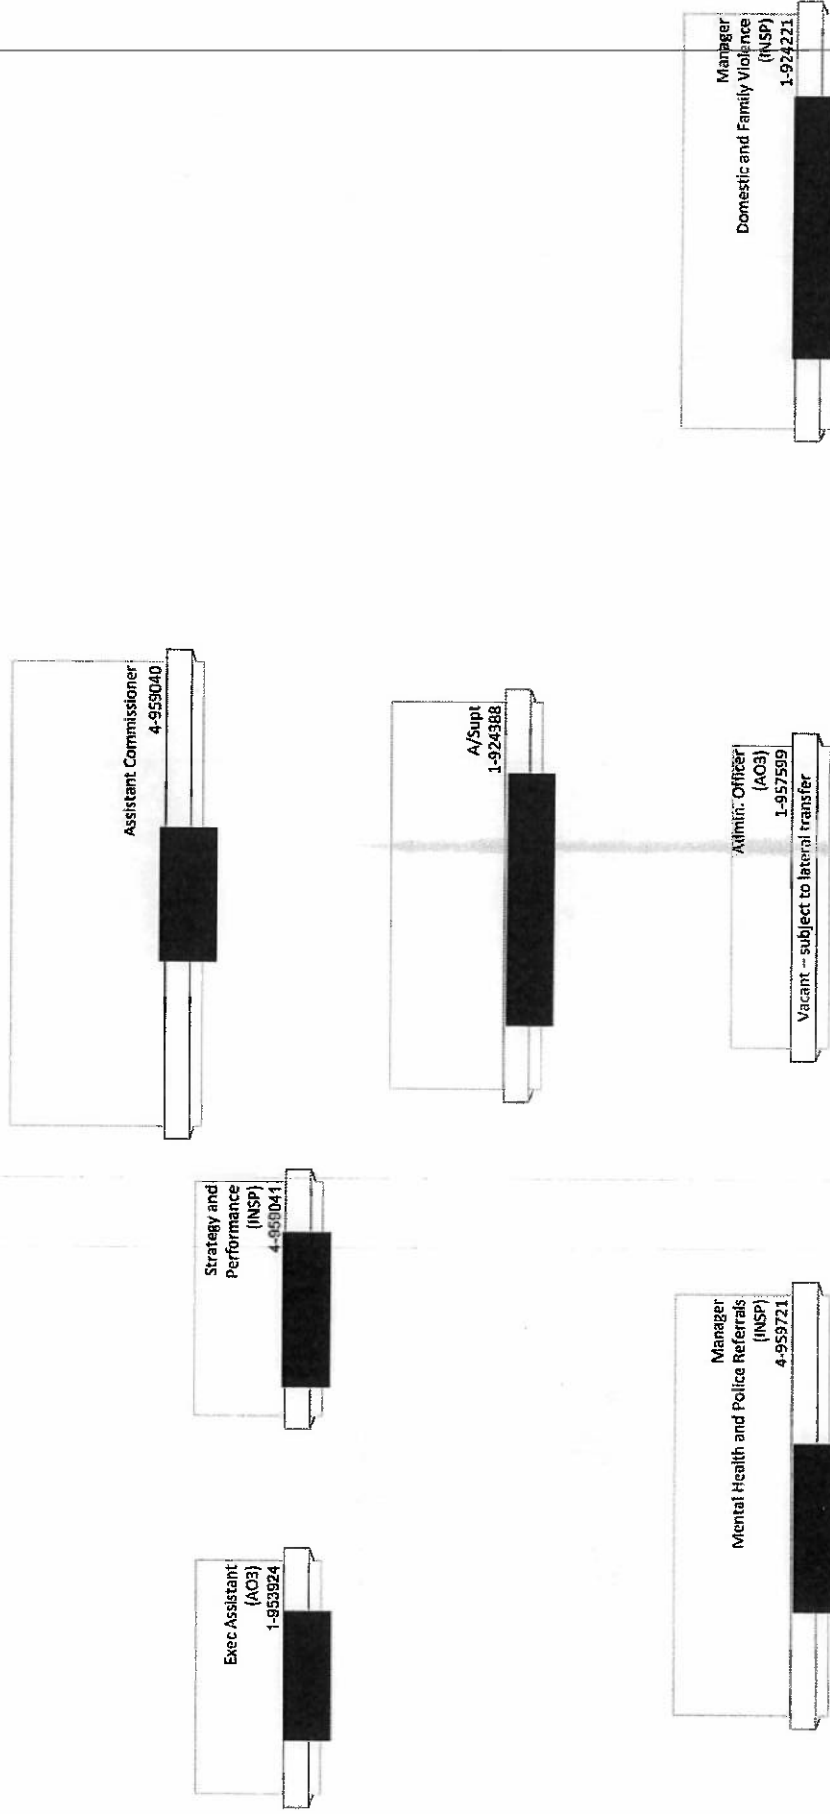 Assistant Commissioner
4-959040
Exec Assistant
(AO3)
1-953924
Strategy and
Performance
(INSP)
4-959041
A/Supt
1-924388
Manager
Mental Health and Police Referrals
(INSP)
4-959721
Admin. Officer
(AO3)
1-957599
Vacant – subject to lateral transfer
Manager
Domestic and Family Violence
(INSP)
1-924221